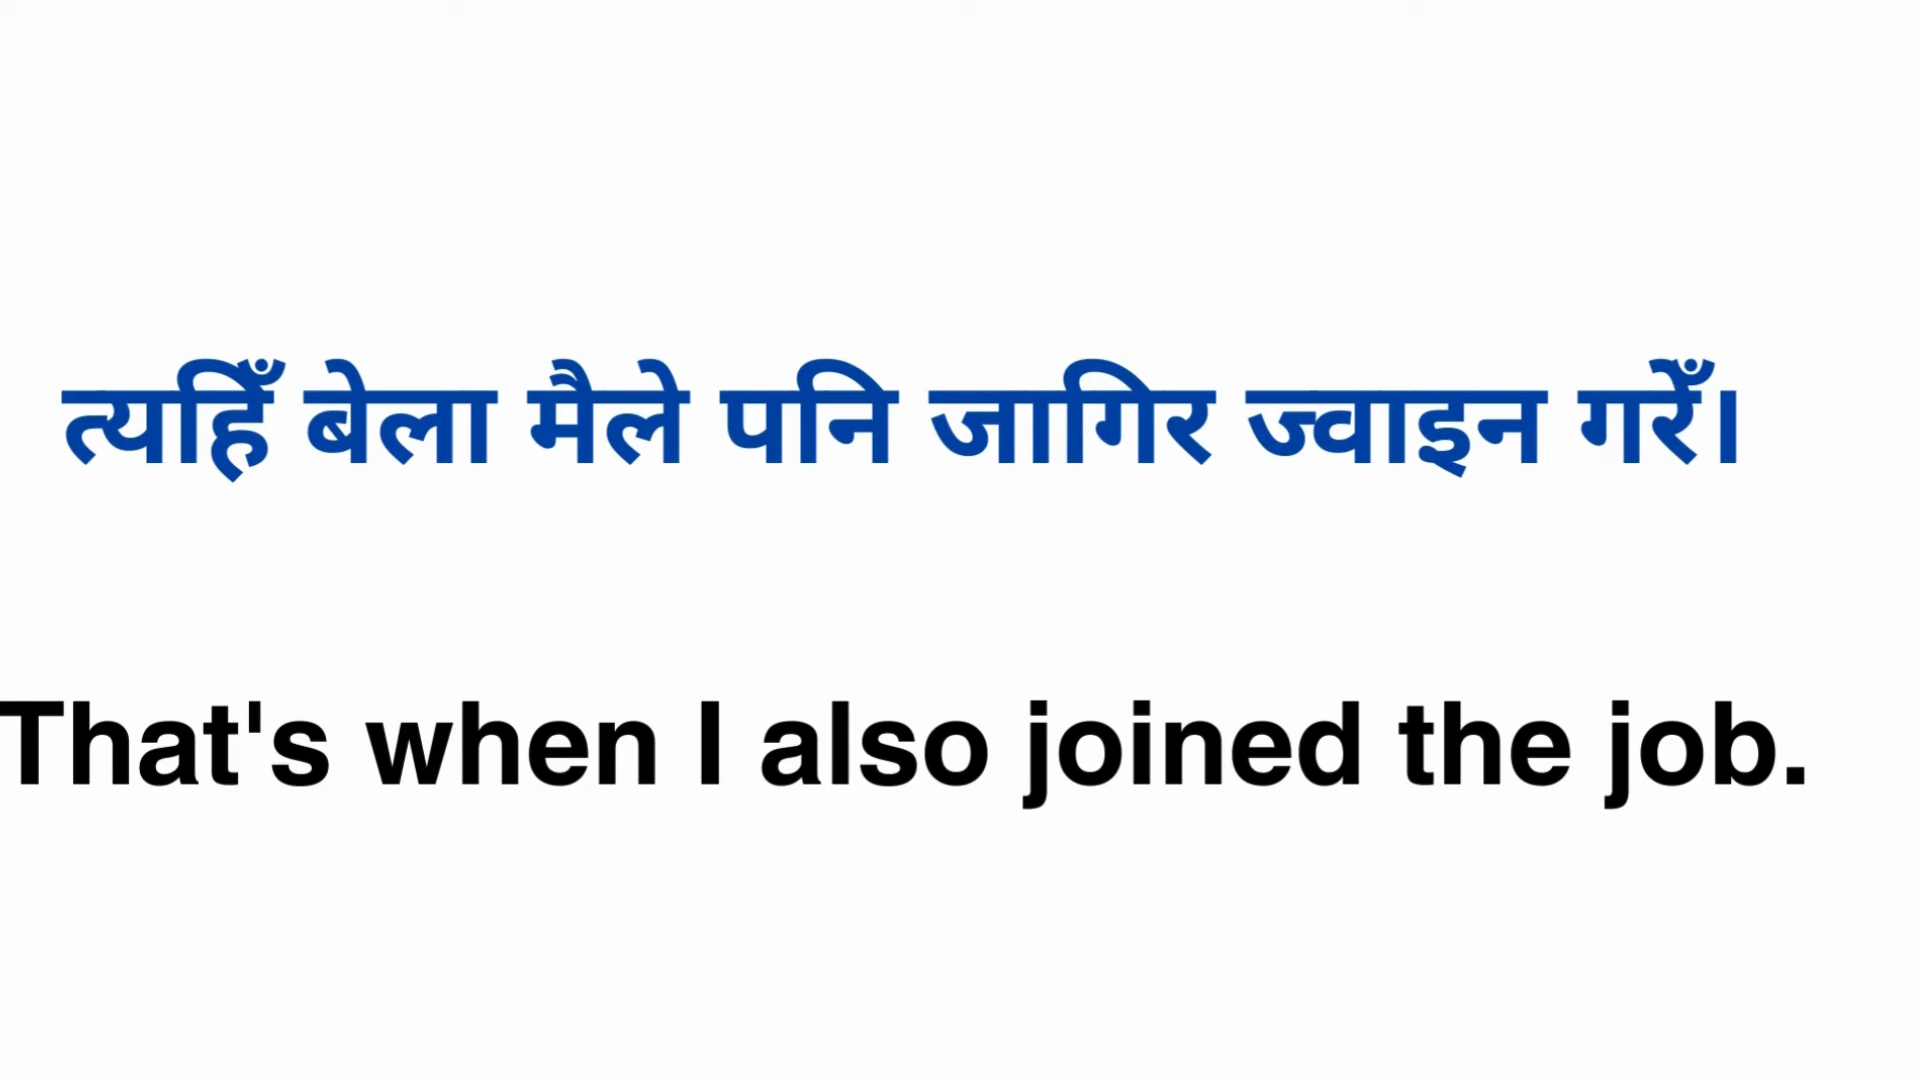 त्यहिँ बेला मैले पनि जागिर ज्वाइन गरेँ।
That's when I also joined the job.